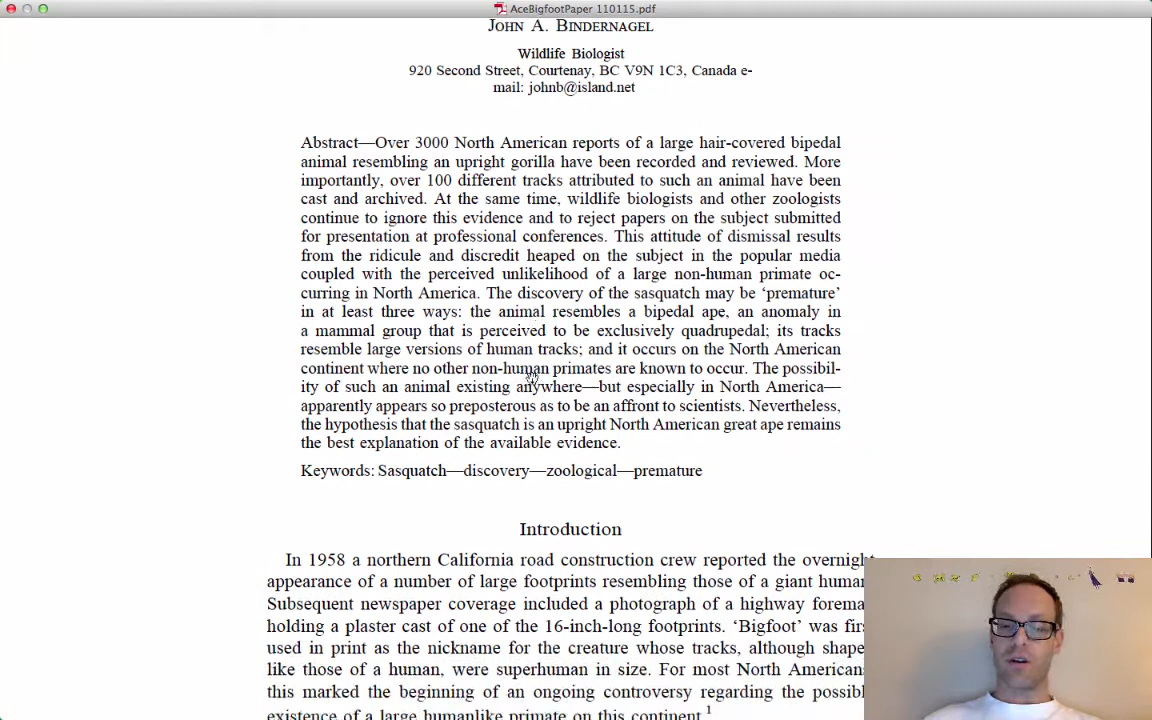 AceBigfootPaper 110115.pdf
JOHN A. BINDERNAGEL
Wildlife Biologist
920 Second Street, Courtenay, BC V9N 1C3, Canada e-
mail: johnb@island.net
Abstract—Over 3000 North American reports of a large hair-covered bipedal
animal resembling an upright gorilla have been recorded and reviewed. More
importantly, over 100 different tracks attributed to such an animal have been
cast and archived. At the same time, wildlife biologists and other zoologists
continue to ignore this evidence and to reject papers on the subject submitted
for presentation at professional conferences. This attitude of dismissal results
from the ridicule and discredit heaped on the subject in the popular media
coupled with the perceived unlikelihood of a large non-human primate oc-
curring in North America. The discovery of the sasquatch may be ‘premature’
in at least three ways: the animal resembles a bipedal ape, an anomaly in
a mammal group that is perceived to be exclusively quadrupedal; its tracks
resemble large versions of human tracks; and it occurs on the North American
continent where no other non-human primates are known to occur. The possibil-
ity of such an animal existing anywhere—but especially in North America—
apparently appears so preposterous as to be an affront to scientists. Nevertheless,
the hypothesis that the sasquatch is an upright North American great ape remains
the best explanation of the available evidence.
Keywords: Sasquatch—discovery—zoological—premature
Introduction
In 1958 a northern California road construction crew reported the overnight
appearance of a number of large footprints resembling those of a giant human
Subsequent newspaper coverage included a photograph of a highway forema
holding a plaster cast of one of the 16-inch-long footprints. ‘Bigfoot’ was firs
used in print as the nickname for the creature whose tracks, although shape
like those of a human, were superhuman in size. For most North Americans
this marked the beginning of an ongoing controversy regarding the possibl
existence of a large humanlike primate on this continent.1